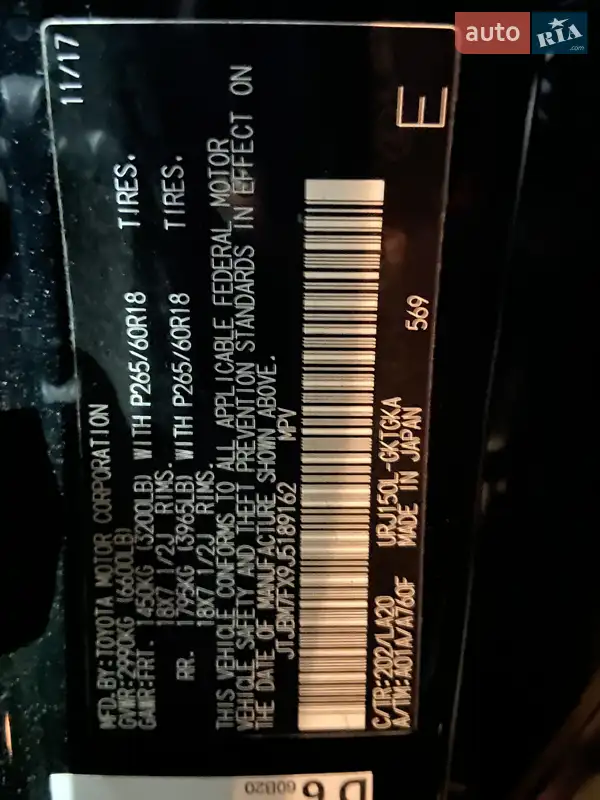 auto RIA .com
MFD.BY:TOYOTA MOTOR CORPORATION 11/17
GVWR:2990KG (6600LB)
GAWR:FRT. 1450KG (3200LB) WITH P265/60R18 TIRES.
18X7 1/2J RIMS.
RR. 1795KG (3965LB) WITH P265/60R18 TIRES.
18X7 1/2J RIMS.
THIS VEHICLE CONFORMS TO ALL APPLICABLE FEDERAL MOTOR
VEHICLE SAFETY AND THEFT PREVENTION STANDARDS IN EFFECT ON
THE DATE OF MANUFACTURE SHOWN ABOVE.
JTJBM7FX9J5189162 MPV
C/TR:202/LA20 URJ150L-GKTGKA
A/TM:A01A/A760F MADE IN JAPAN 569 E
D6
60B20